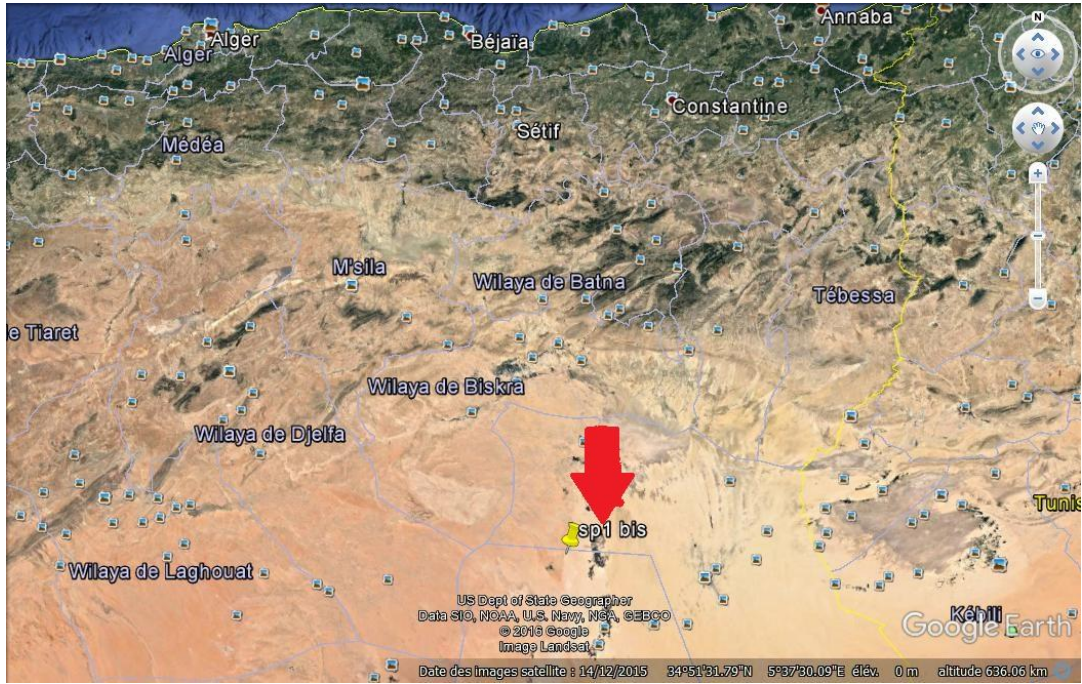 N
Annaba
Alger
Alger
Béjaïa
Constantine
Sétif
Médéa
M'sila
Wilaya de Batna
Tébessa
de Tiaret
Wilaya de Biskra
Wilaya de Djelfa
Tunis
sp1 bis
Wilaya de Laghouat
US Dept of State Geographer
Data SIO, NOAA, U.S. Navy, NGA, GEBCO
© 2016 Google
Image Landsat
Kébili
Google Earth
Date des images satellite : 14/12/2015 34°51'31.79"N 5°37'30.09"E élév. 0 m altitude 636.06 km